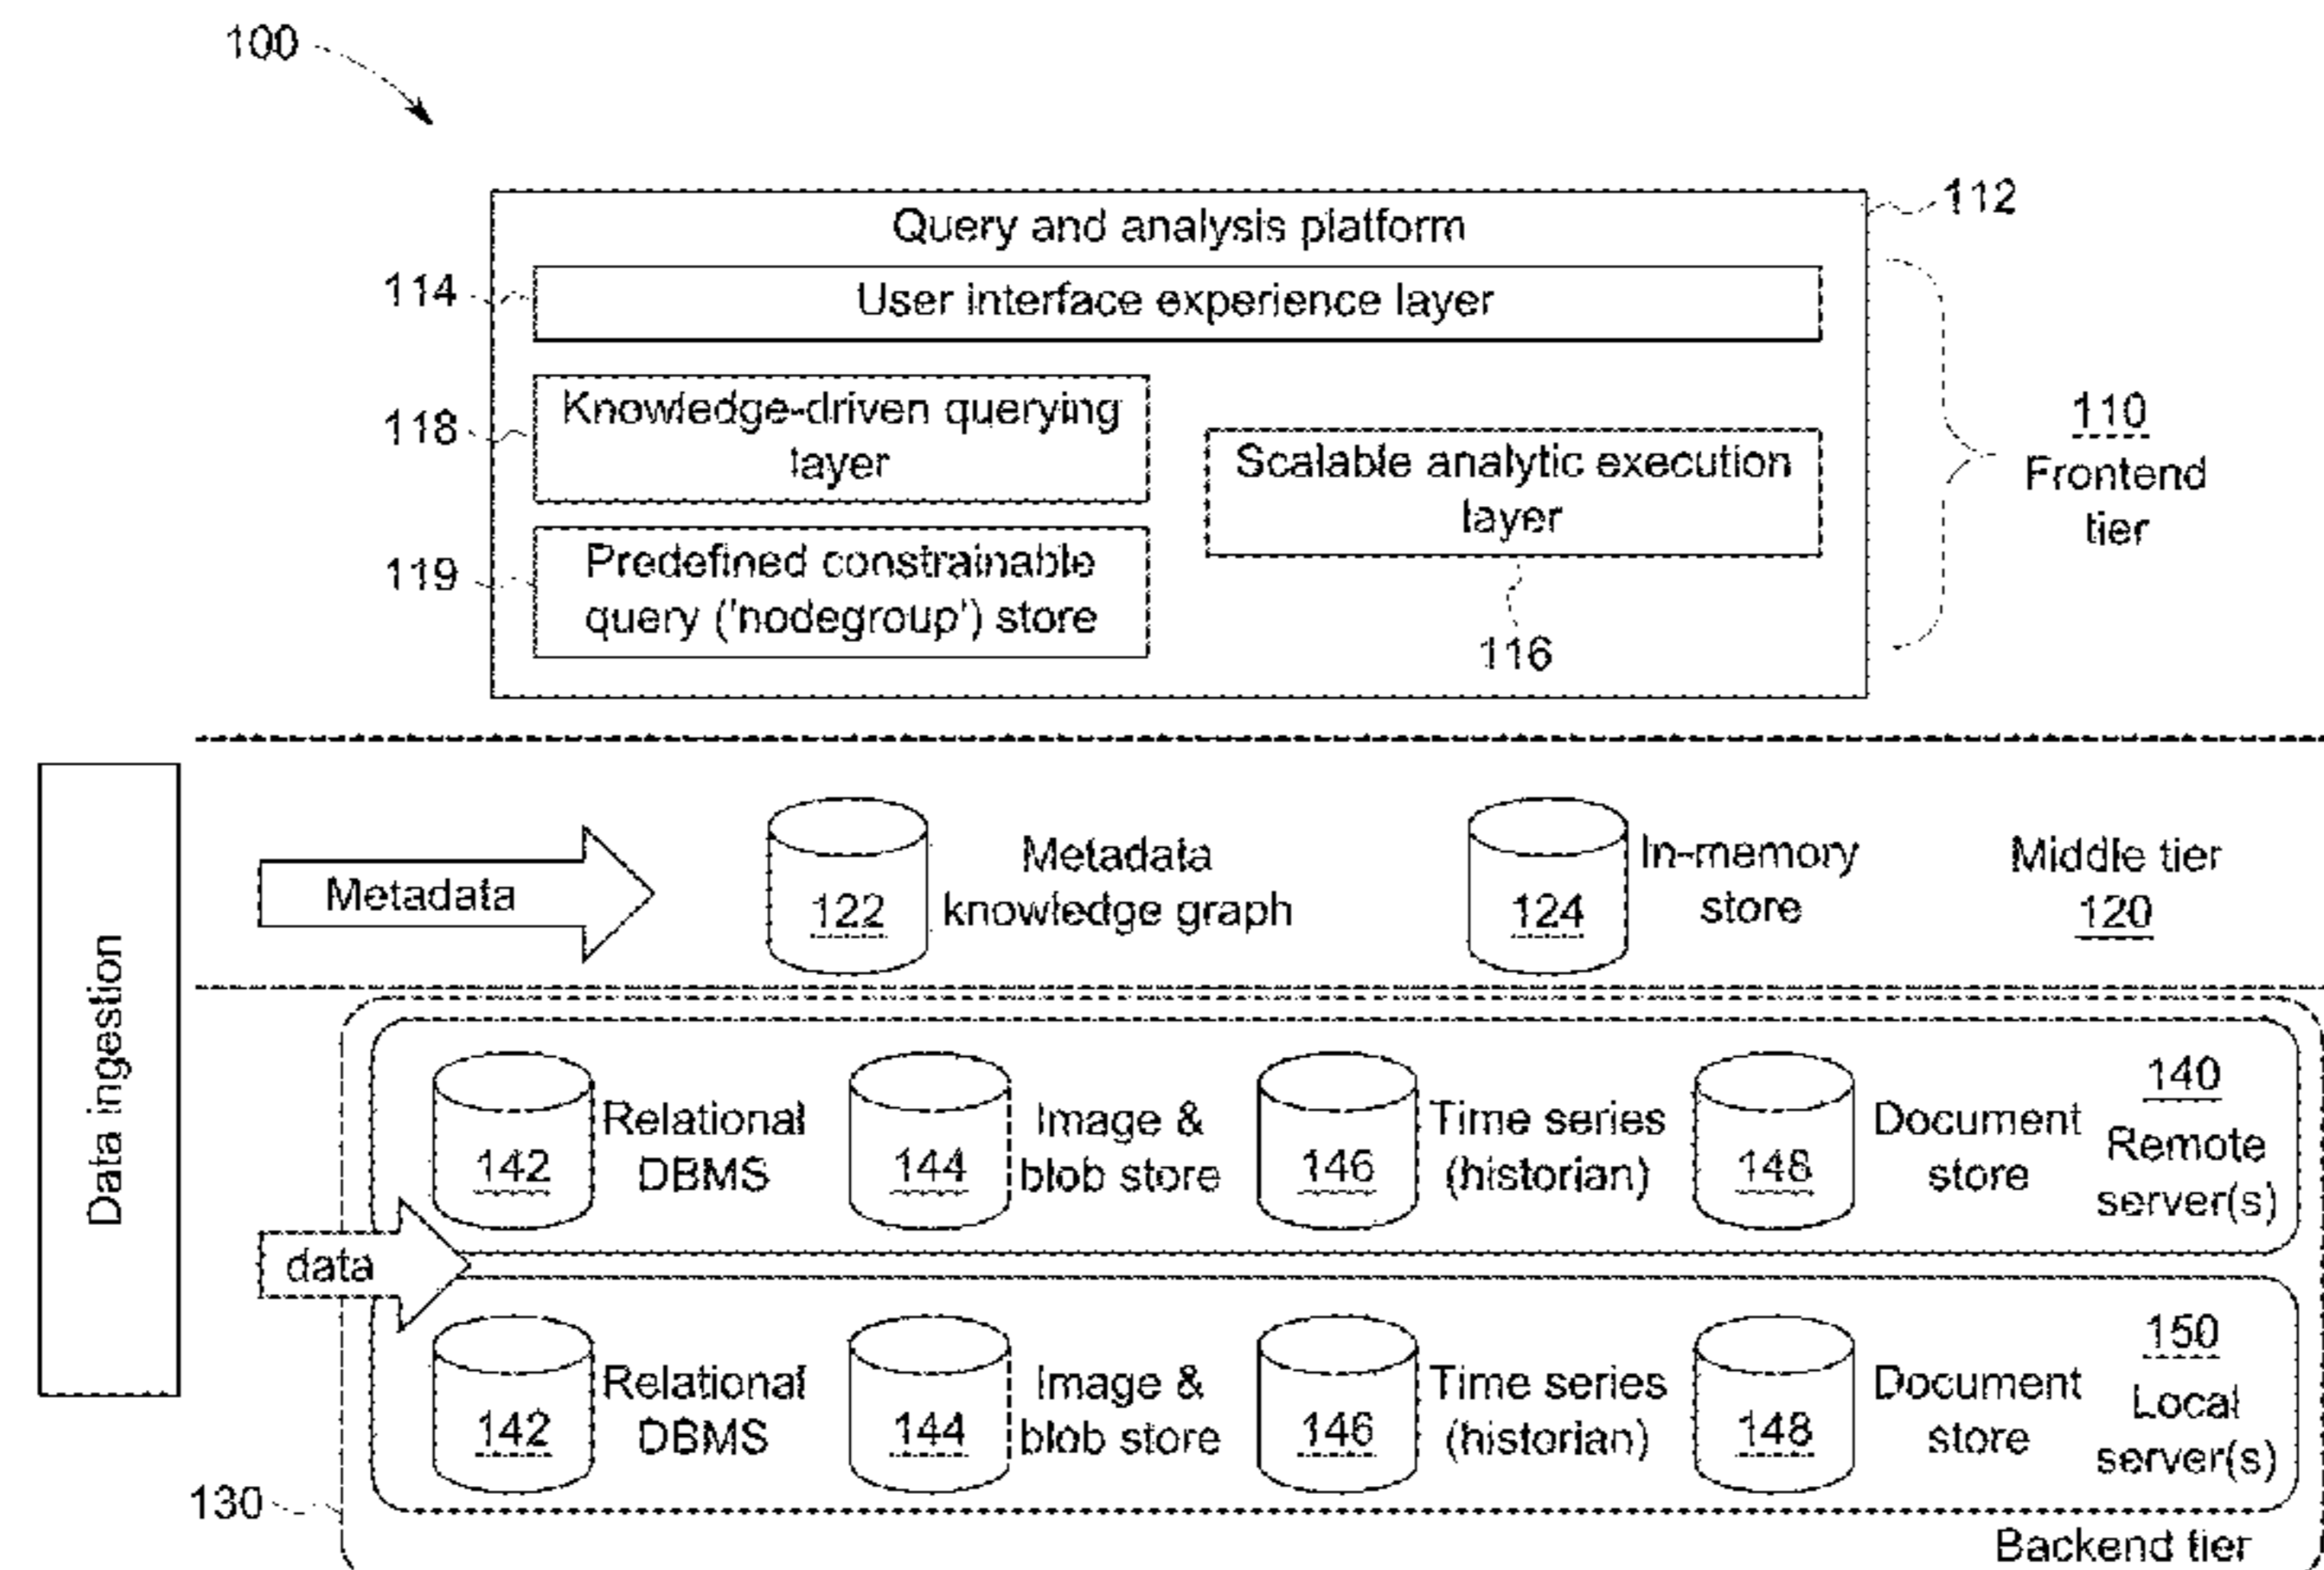 100
112
Query and analysis platform
114
User interface experience layer
118
Knowledge-driven querying
layer
Scalable analytic execution
layer
110
Frontend
tier
119
Predefined constrainable
query ('nodegroup') store
116
Data ingestion
Metadata
122
Metadata
knowledge graph
124
In-memory
store
Middle tier
120
142
Relational
DBMS
144
Image &
blob store
146
Time series
(historian)
148
Document
store
140
Remote
server(s)
data
142
Relational
DBMS
144
Image &
blob store
146
Time series
(historian)
148
Document
store
150
Local
server(s)
130
Backend tier